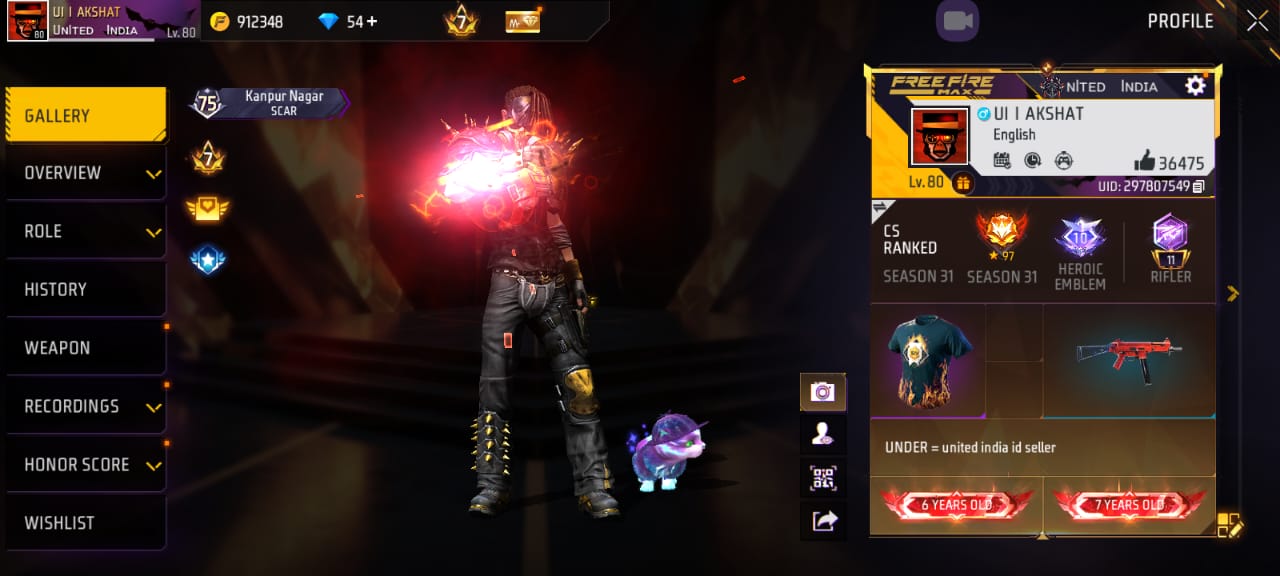 UI I AKSHAT
80
UNITED INDIA
Lv.80
912348
54+
7
PROFILE
GALLERY
OVERVIEW
ROLE
HISTORY
WEAPON
RECORDINGS
HONOR SCORE
WISHLIST
75
Kanpur Nagar
SCAR
7
FREE FIRE
MAX
NITED INDIA
UI I AKSHAT
English
36475
Lv.80
UID: 297807549
CS
RANKED
SEASON 31
97
SEASON 31
10
HEROIC
EMBLEM
11
RIFLER
UNDER = united india id seller
6 YEARS OLD
7 YEARS OLD